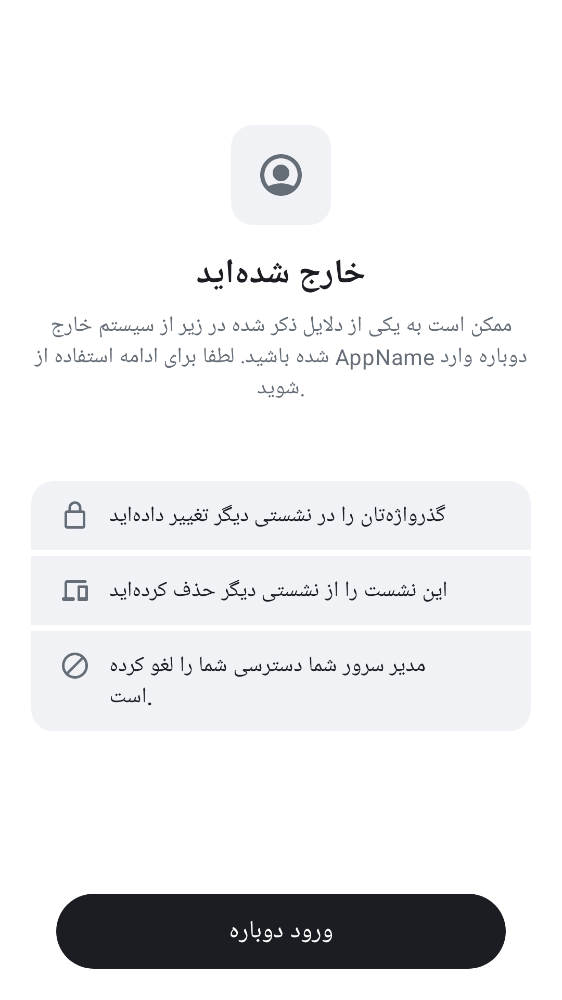 خارج شده‌اید
ممکن است به یکی از دلایل ذکر شده در زیر از سیستم خارج
شده باشید. لطفا برای ادامه استفاده از AppName دوباره وارد
شوید.
گذرواژه‌تان را در نشستی دیگر تغییر داده‌اید
این نشست را از نشستی دیگر حذف کرده‌اید
مدیر سرور شما دسترسی شما را لغو کرده
است.
ورود دوباره